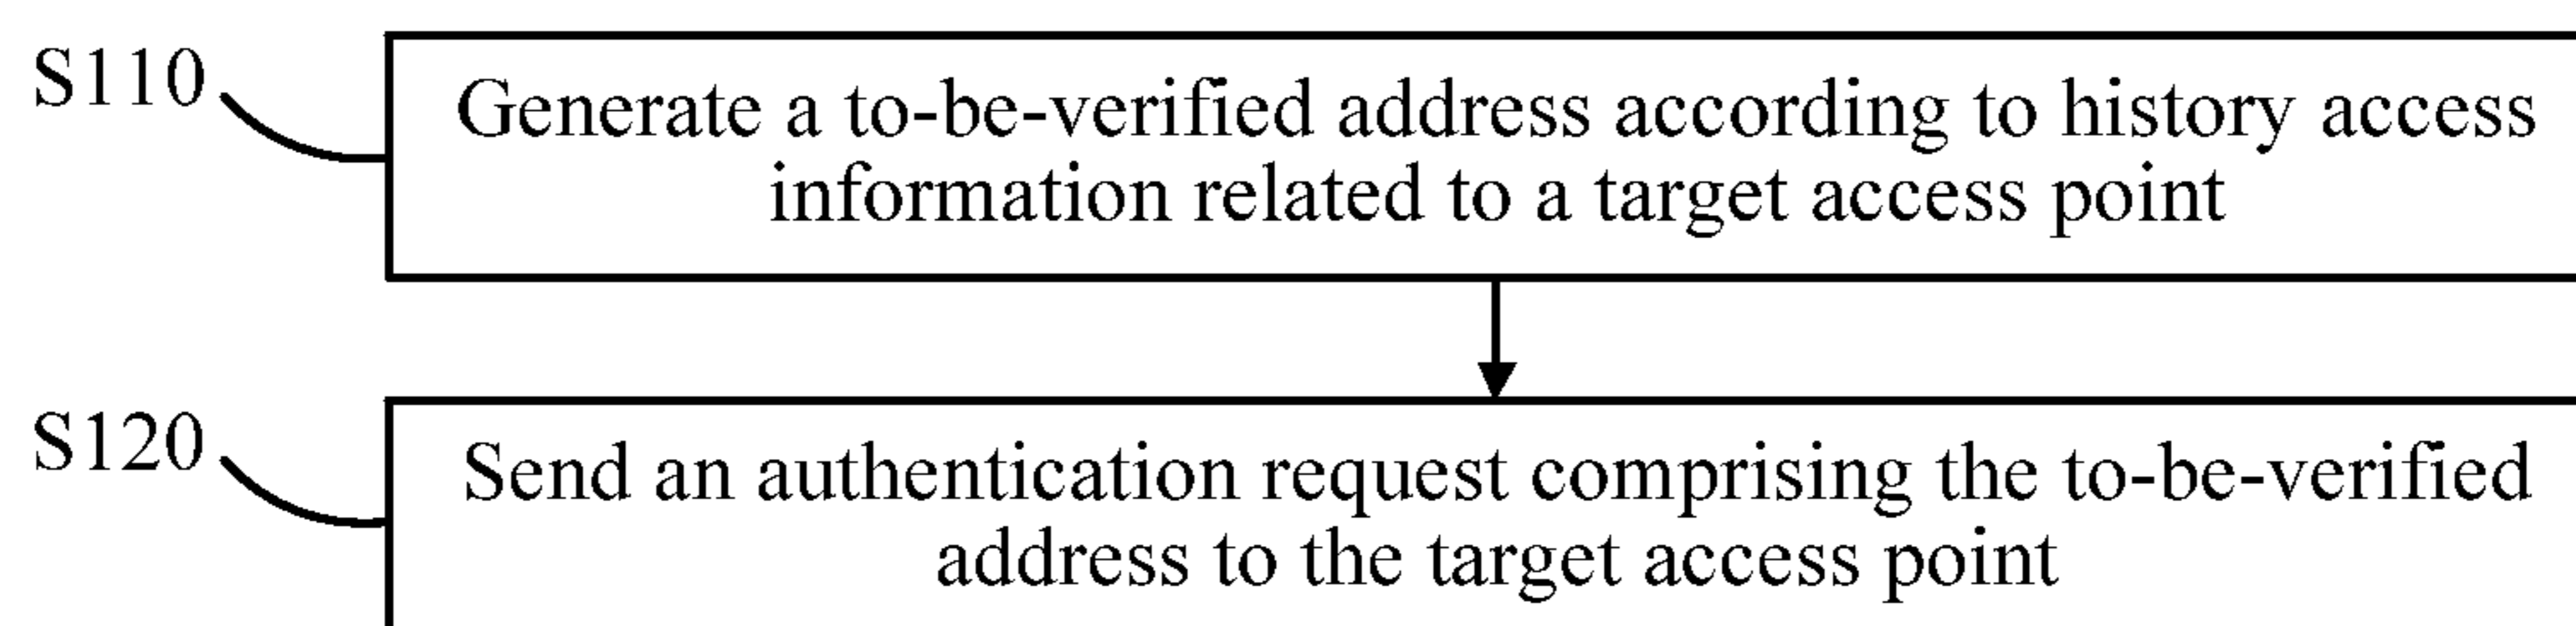 S110
Generate a to-be-verified address according to history access
information related to a target access point
S120
Send an authentication request comprising the to-be-verified
address to the target access point